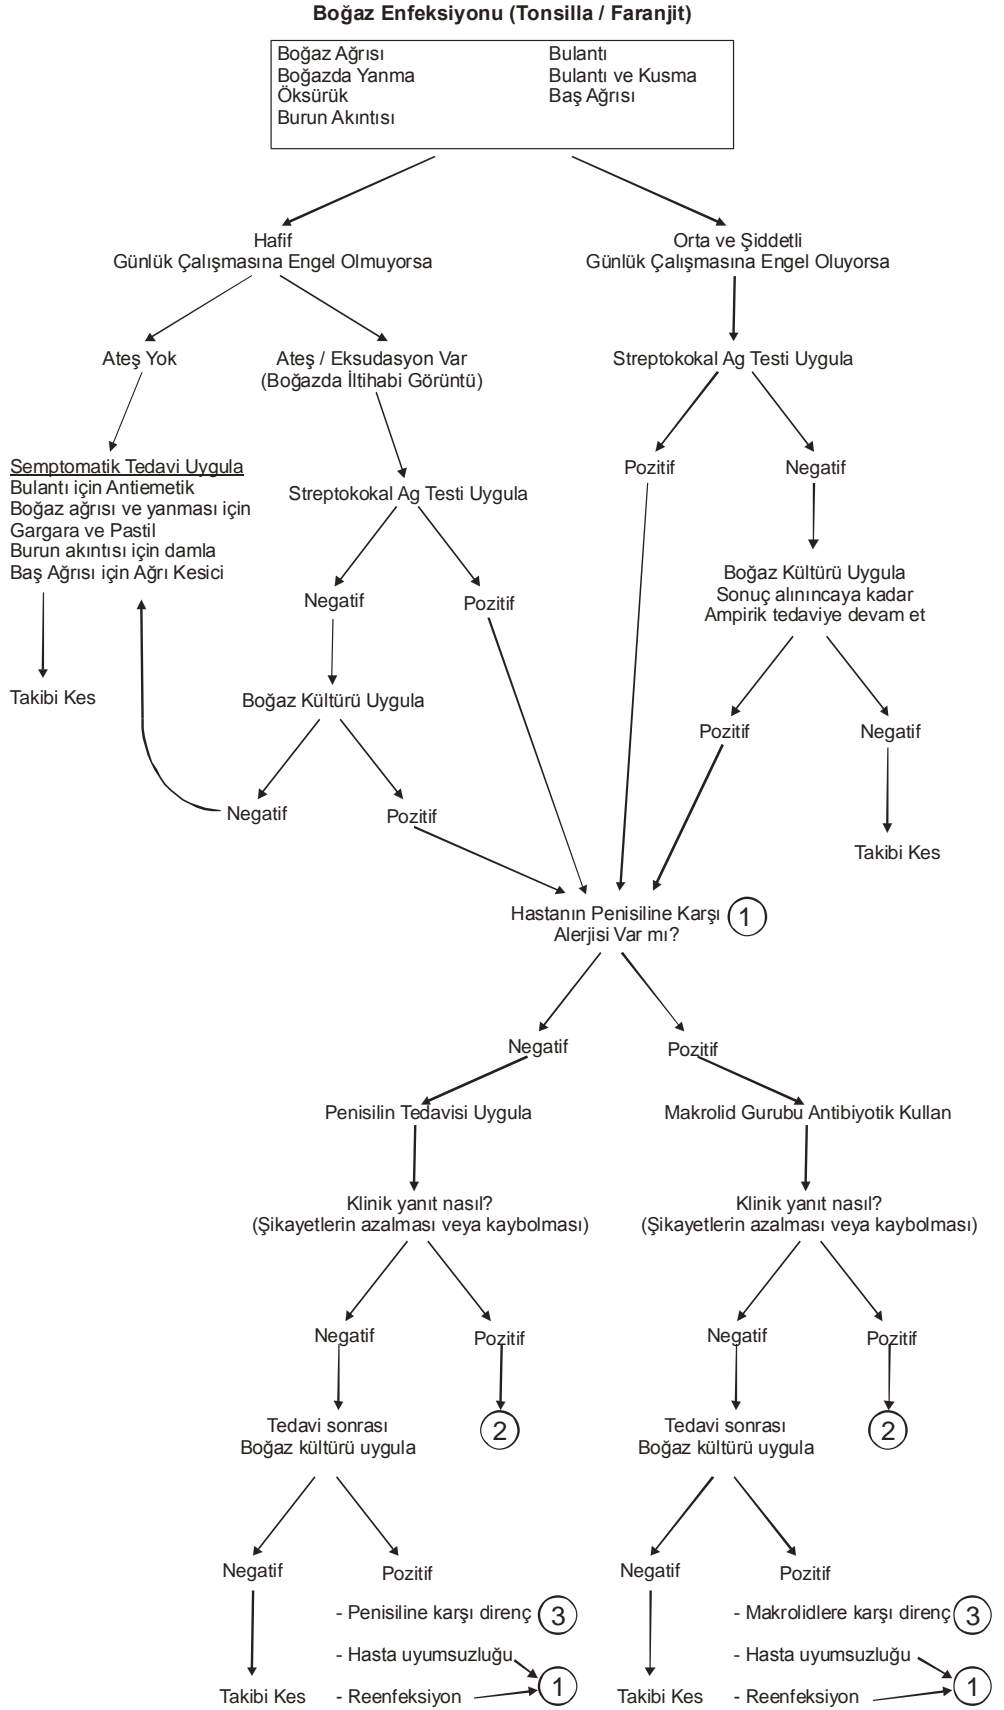 Boğaz Enfeksiyonu (Tonsilla / Faranjit)
Boğaz Ağrısı
Boğazda Yanma
Öksürük
Burun Akıntısı
Bulantı
Bulantı ve Kusma
Baş Ağrısı
Hafif
Günlük Çalışmasına Engel Olmuyorsa
Orta ve Şiddetli
Günlük Çalışmasına Engel Oluyorsa
Ateş Yok
Ateş / Eksudasyon Var
(Boğazda İltihabi Görüntü)
Streptokokal Ag Testi Uygula
Semptomatik Tedavi Uygula
Bulantı için Antiemetik
Boğaz ağrısı ve yanması için
Gargara ve Pastil
Burun akıntısı için damla
Baş Ağrısı için Ağrı Kesici
Streptokokal Ag Testi Uygula
Pozitif
Negatif
Negatif
Pozitif
Boğaz Kültürü Uygula
Sonuç alınıncaya kadar
Ampirik tedaviye devam et
Takibi Kes
Boğaz Kültürü Uygula
Pozitif
Negatif
Negatif
Pozitif
Takibi Kes
Hastanın Penisiline Karşı
Alerjisi Var mı?
1
Negatif
Pozitif
Penisilin Tedavisi Uygula
Makrolid Gurubu Antibiyotik Kullan
Klinik yanıt nasıl?
(Şikayetlerin azalması veya kaybolması)
Klinik yanıt nasıl?
(Şikayetlerin azalması veya kaybolması)
Negatif
Pozitif
Negatif
Pozitif
Tedavi sonrası
Boğaz kültürü uygula
2
Tedavi sonrası
Boğaz kültürü uygula
2
Negatif
Pozitif
Negatif
Pozitif
- Penisiline karşı direnç
3
- Hasta uyumsuzluğu
- Reenfeksiyon
1
Takibi Kes
- Makrolidlere karşı direnç
3
- Hasta uyumsuzluğu
- Reenfeksiyon
1
Takibi Kes